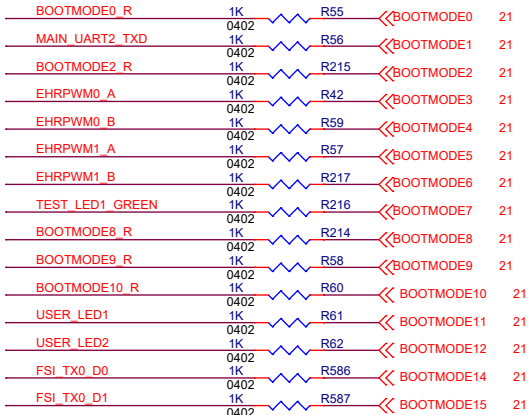 BOOTMODE0_R 1K 0402 R55 BOOTMODE0 21
MAIN_UART2_TXD 1K 0402 R56 BOOTMODE1 21
BOOTMODE2_R 1K 0402 R215 BOOTMODE2 21
EHRPWM0_A 1K 0402 R42 BOOTMODE3 21
EHRPWM0_B 1K 0402 R59 BOOTMODE4 21
EHRPWM1_A 1K 0402 R57 BOOTMODE5 21
EHRPWM1_B 1K 0402 R217 BOOTMODE6 21
TEST_LED1_GREEN 1K 0402 R216 BOOTMODE7 21
BOOTMODE8_R 1K 0402 R214 BOOTMODE8 21
BOOTMODE9_R 1K 0402 R58 BOOTMODE9 21
BOOTMODE10_R 1K 0402 R60 BOOTMODE10 21
USER_LED1 1K 0402 R61 BOOTMODE11 21
USER_LED2 1K 0402 R62 BOOTMODE12 21
FSI_TX0_D0 1K 0402 R586 BOOTMODE14 21
FSI_TX0_D1 1K 0402 R587 BOOTMODE15 21